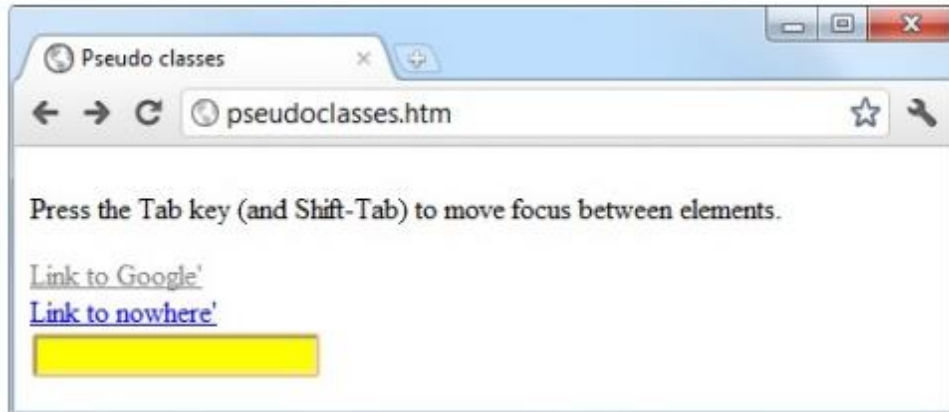 Pseudo classes
pseudoclasses.htm
Press the Tab key (and Shift-Tab) to move focus between elements.
Link to Google'
Link to nowhere'